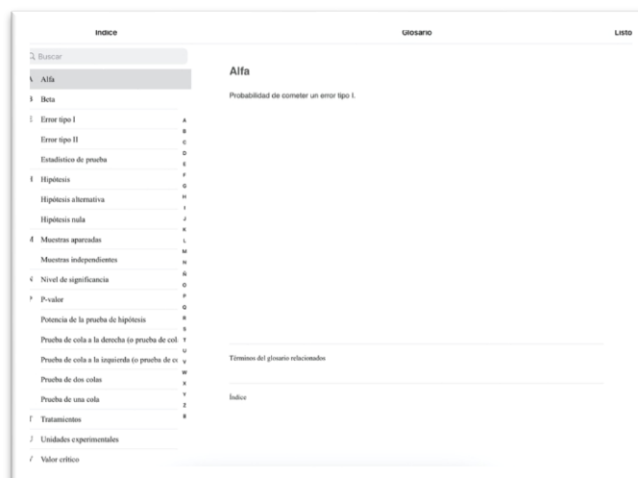 Índice
Glosario
Listo
Buscar
Alfa
Beta
Error tipo I
Error tipo II
Estadístico de prueba
Hipótesis
Hipótesis alternativa
Hipótesis nula
Muestras apareadas
Muestras independientes
Nivel de significancia
P-valor
Potencia de la prueba de hipótesis
Prueba de cola a la derecha (o prueba de col
Prueba de cola a la izquierda (o prueba de co
Prueba de dos colas
Prueba de una cola
Tratamientos
Unidades experimentales
Valor crítico
A
B
C
D
E
F
G
H
I
J
K
L
M
N
Ñ
O
P
Q
R
S
T
U
V
W
X
Y
Z
Alfa
Probabilidad de cometer un error tipo I.
Términos del glosario relacionados
Índice